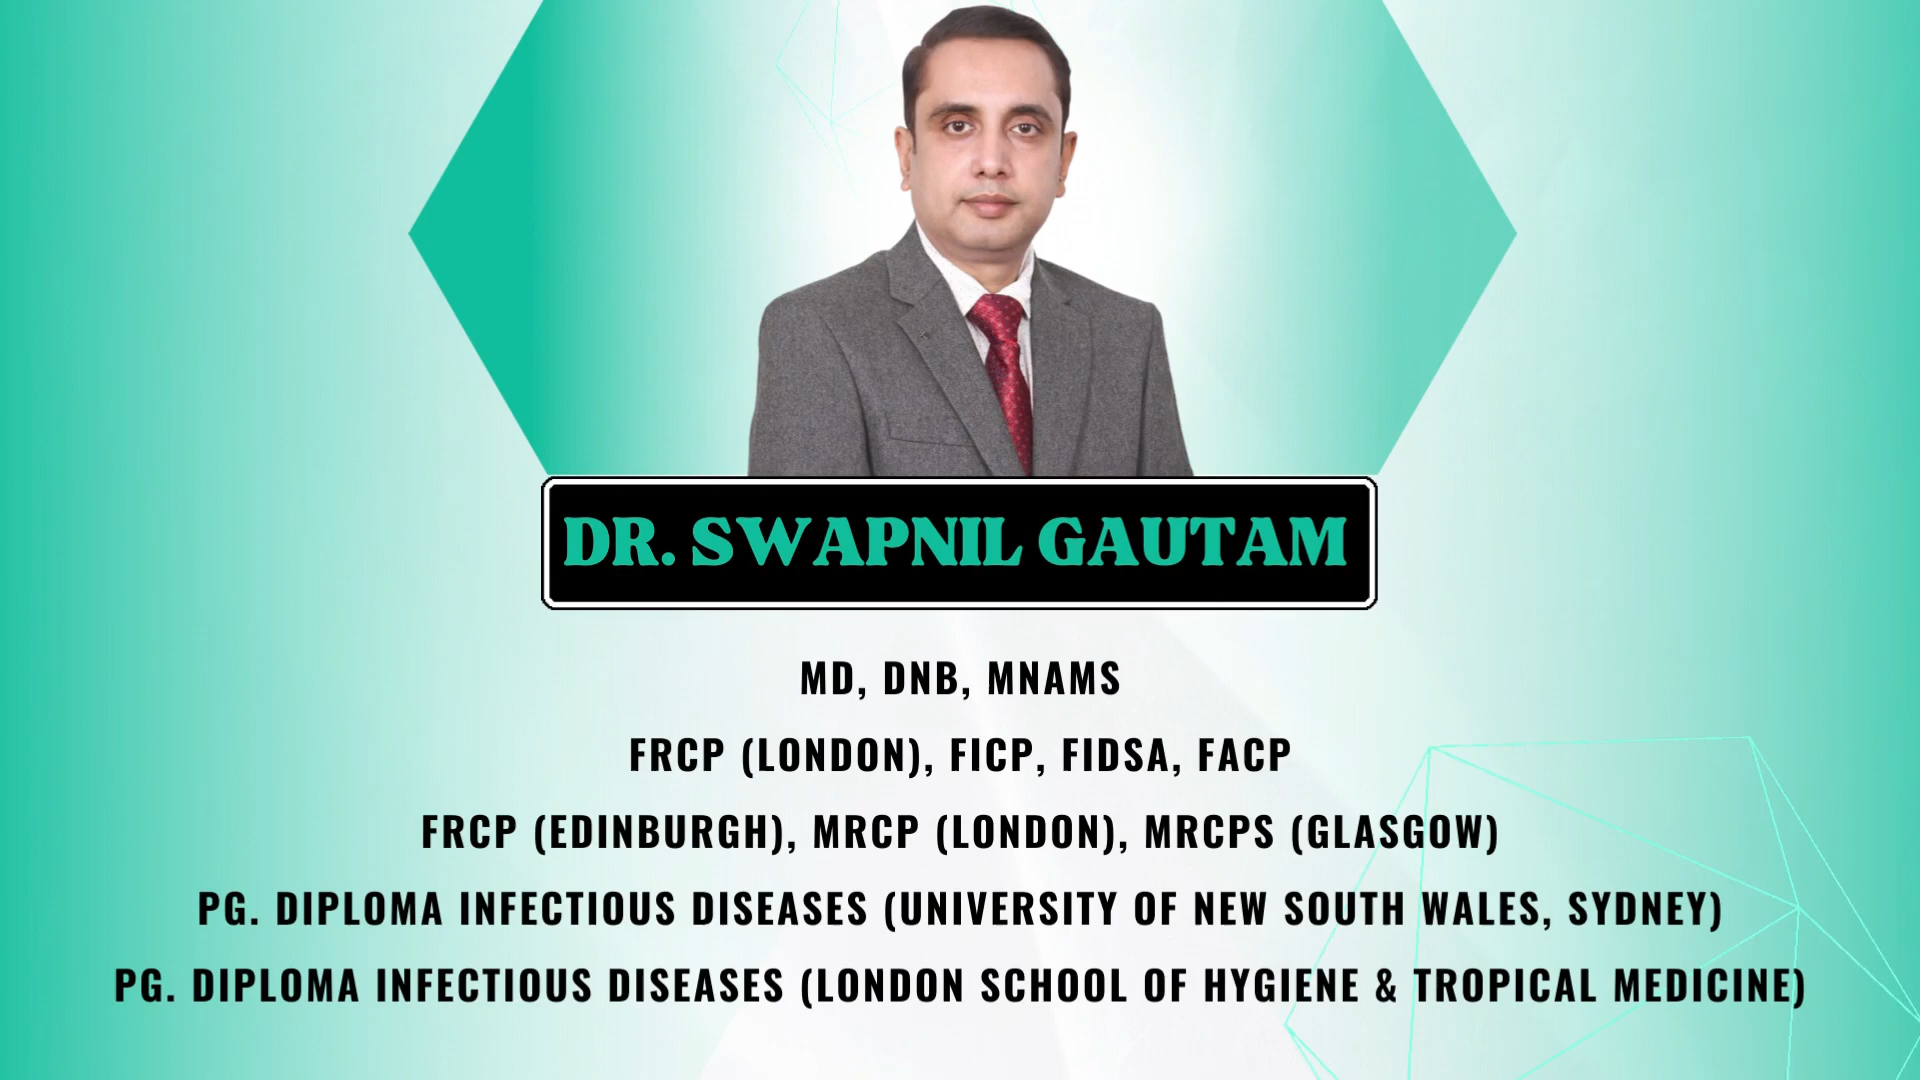 DR. SWAPNIL GAUTAM
MD, DNB, MNAMS
FRCP (LONDON), FICP, FIDSA, FACP
FRCP (EDINBURGH), MRCP (LONDON), MRCPS (GLASGOW)
PG. DIPLOMA INFECTIOUS DISEASES (UNIVERSITY OF NEW SOUTH WALES, SYDNEY)
PG. DIPLOMA INFECTIOUS DISEASES (LONDON SCHOOL OF HYGIENE & TROPICAL MEDICINE)